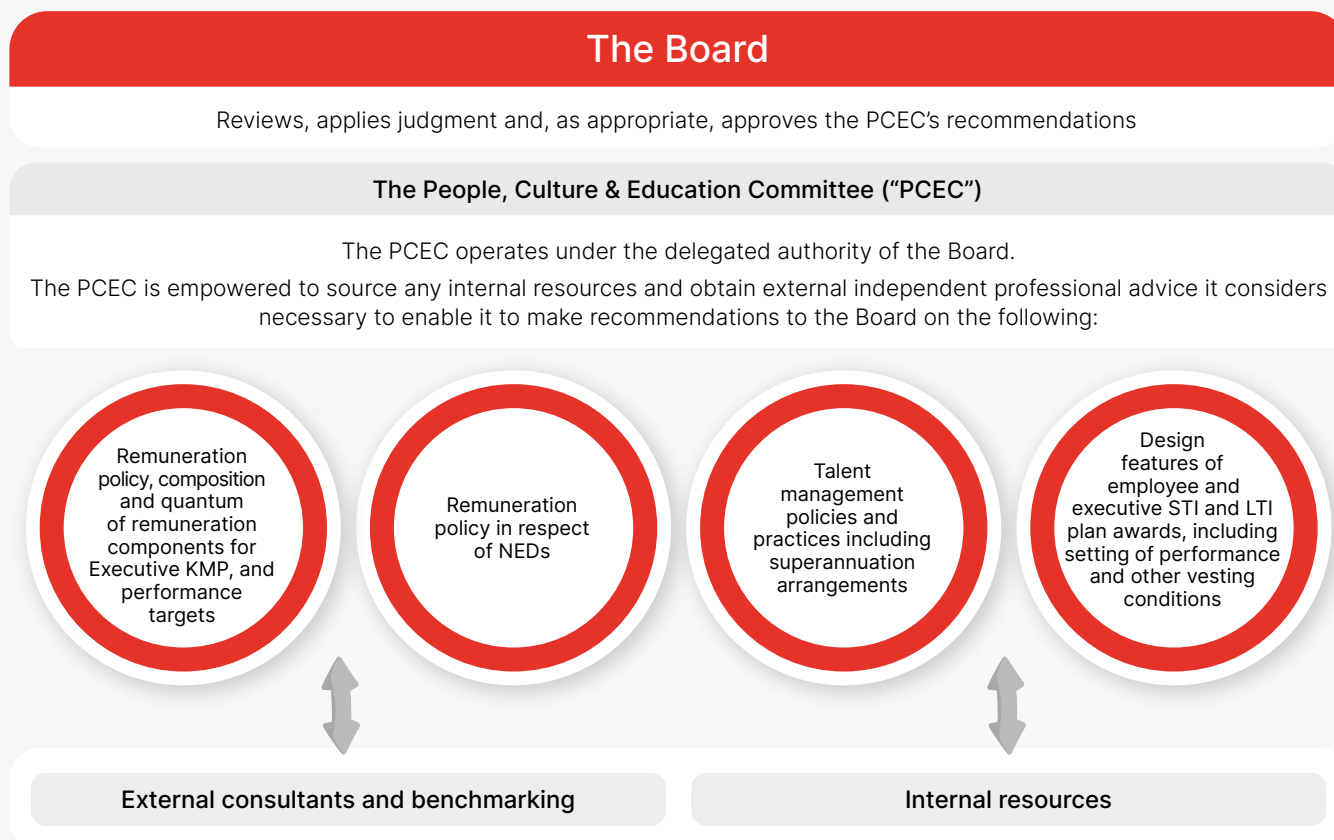 The Board
Reviews, applies judgment and, as appropriate, approves the PCEC’s recommendations
The People, Culture & Education Committee (“PCEC”)
The PCEC operates under the delegated authority of the Board.
The PCEC is empowered to source any internal resources and obtain external independent professional advice it considers
necessary to enable it to make recommendations to the Board on the following:
Remuneration
policy, composition
and quantum
of remuneration
components for
Executive KMP, and
performance
targets
Remuneration
policy in respect
of NEDs
Talent
management
policies and
practices including
superannuation
arrangements
Design
features of
employee and
executive STI and LTI
plan awards, including
setting of performance
and other vesting
conditions
External consultants and benchmarking
Internal resources